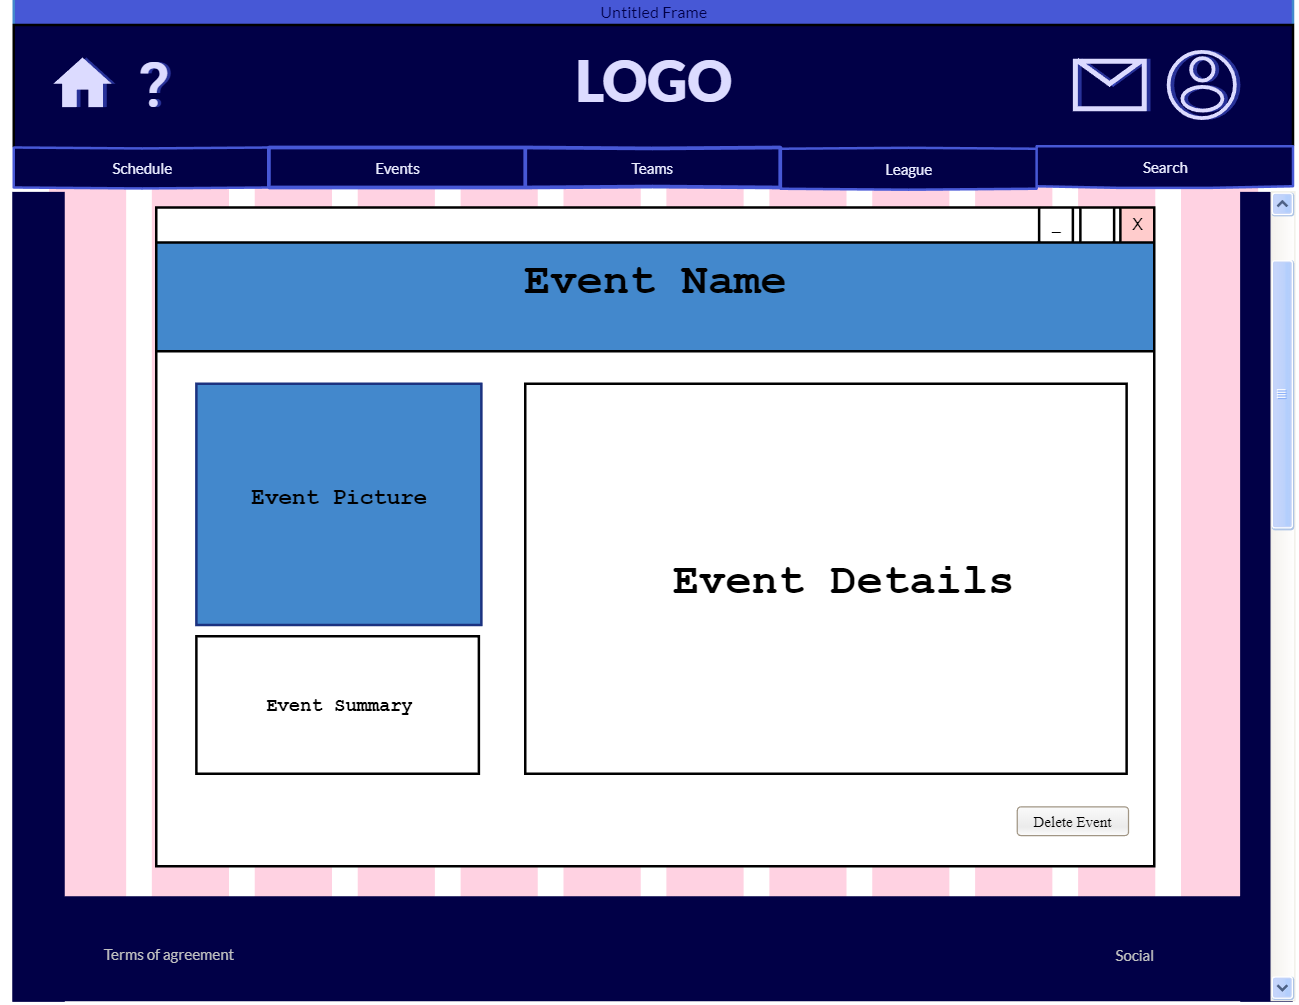 Untitled Frame
?
LOGO
Schedule
Events
Teams
League
Search
_
X
Event Name
Event Picture
Event Details
Event Summary
Delete Event
Terms of agreement
Social